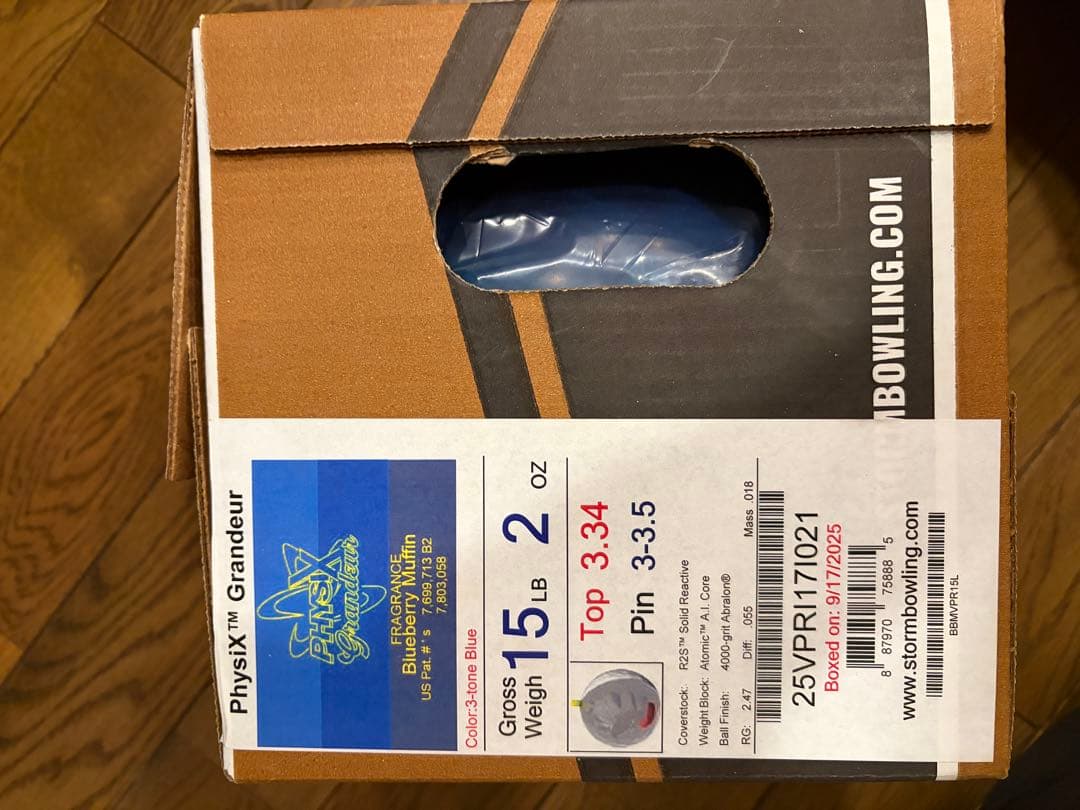 PhysiX™ Grandeur
PHYSIX
Grandeur
FRAGRANCE
Blueberry Muffin
US Pat. #'s 7,699,713 B2
7,803,058
Color:3-tone Blue
Gross Weigh 15 LB 2 OZ
Top 3.34
Pin 3-3.5
Coverstock: R2S™ Solid Reactive
Weight Block: Atomic™ A.I. Core
Ball Finish: 4000-grit Abralon®
RG: 2.47 Diff: .055 Mass .018
25VPRI17I021
Boxed on: 9/17/2025
8 87970 75888 5
www.stormbowling.com
BBMVPR15L
MBOWLING.COM